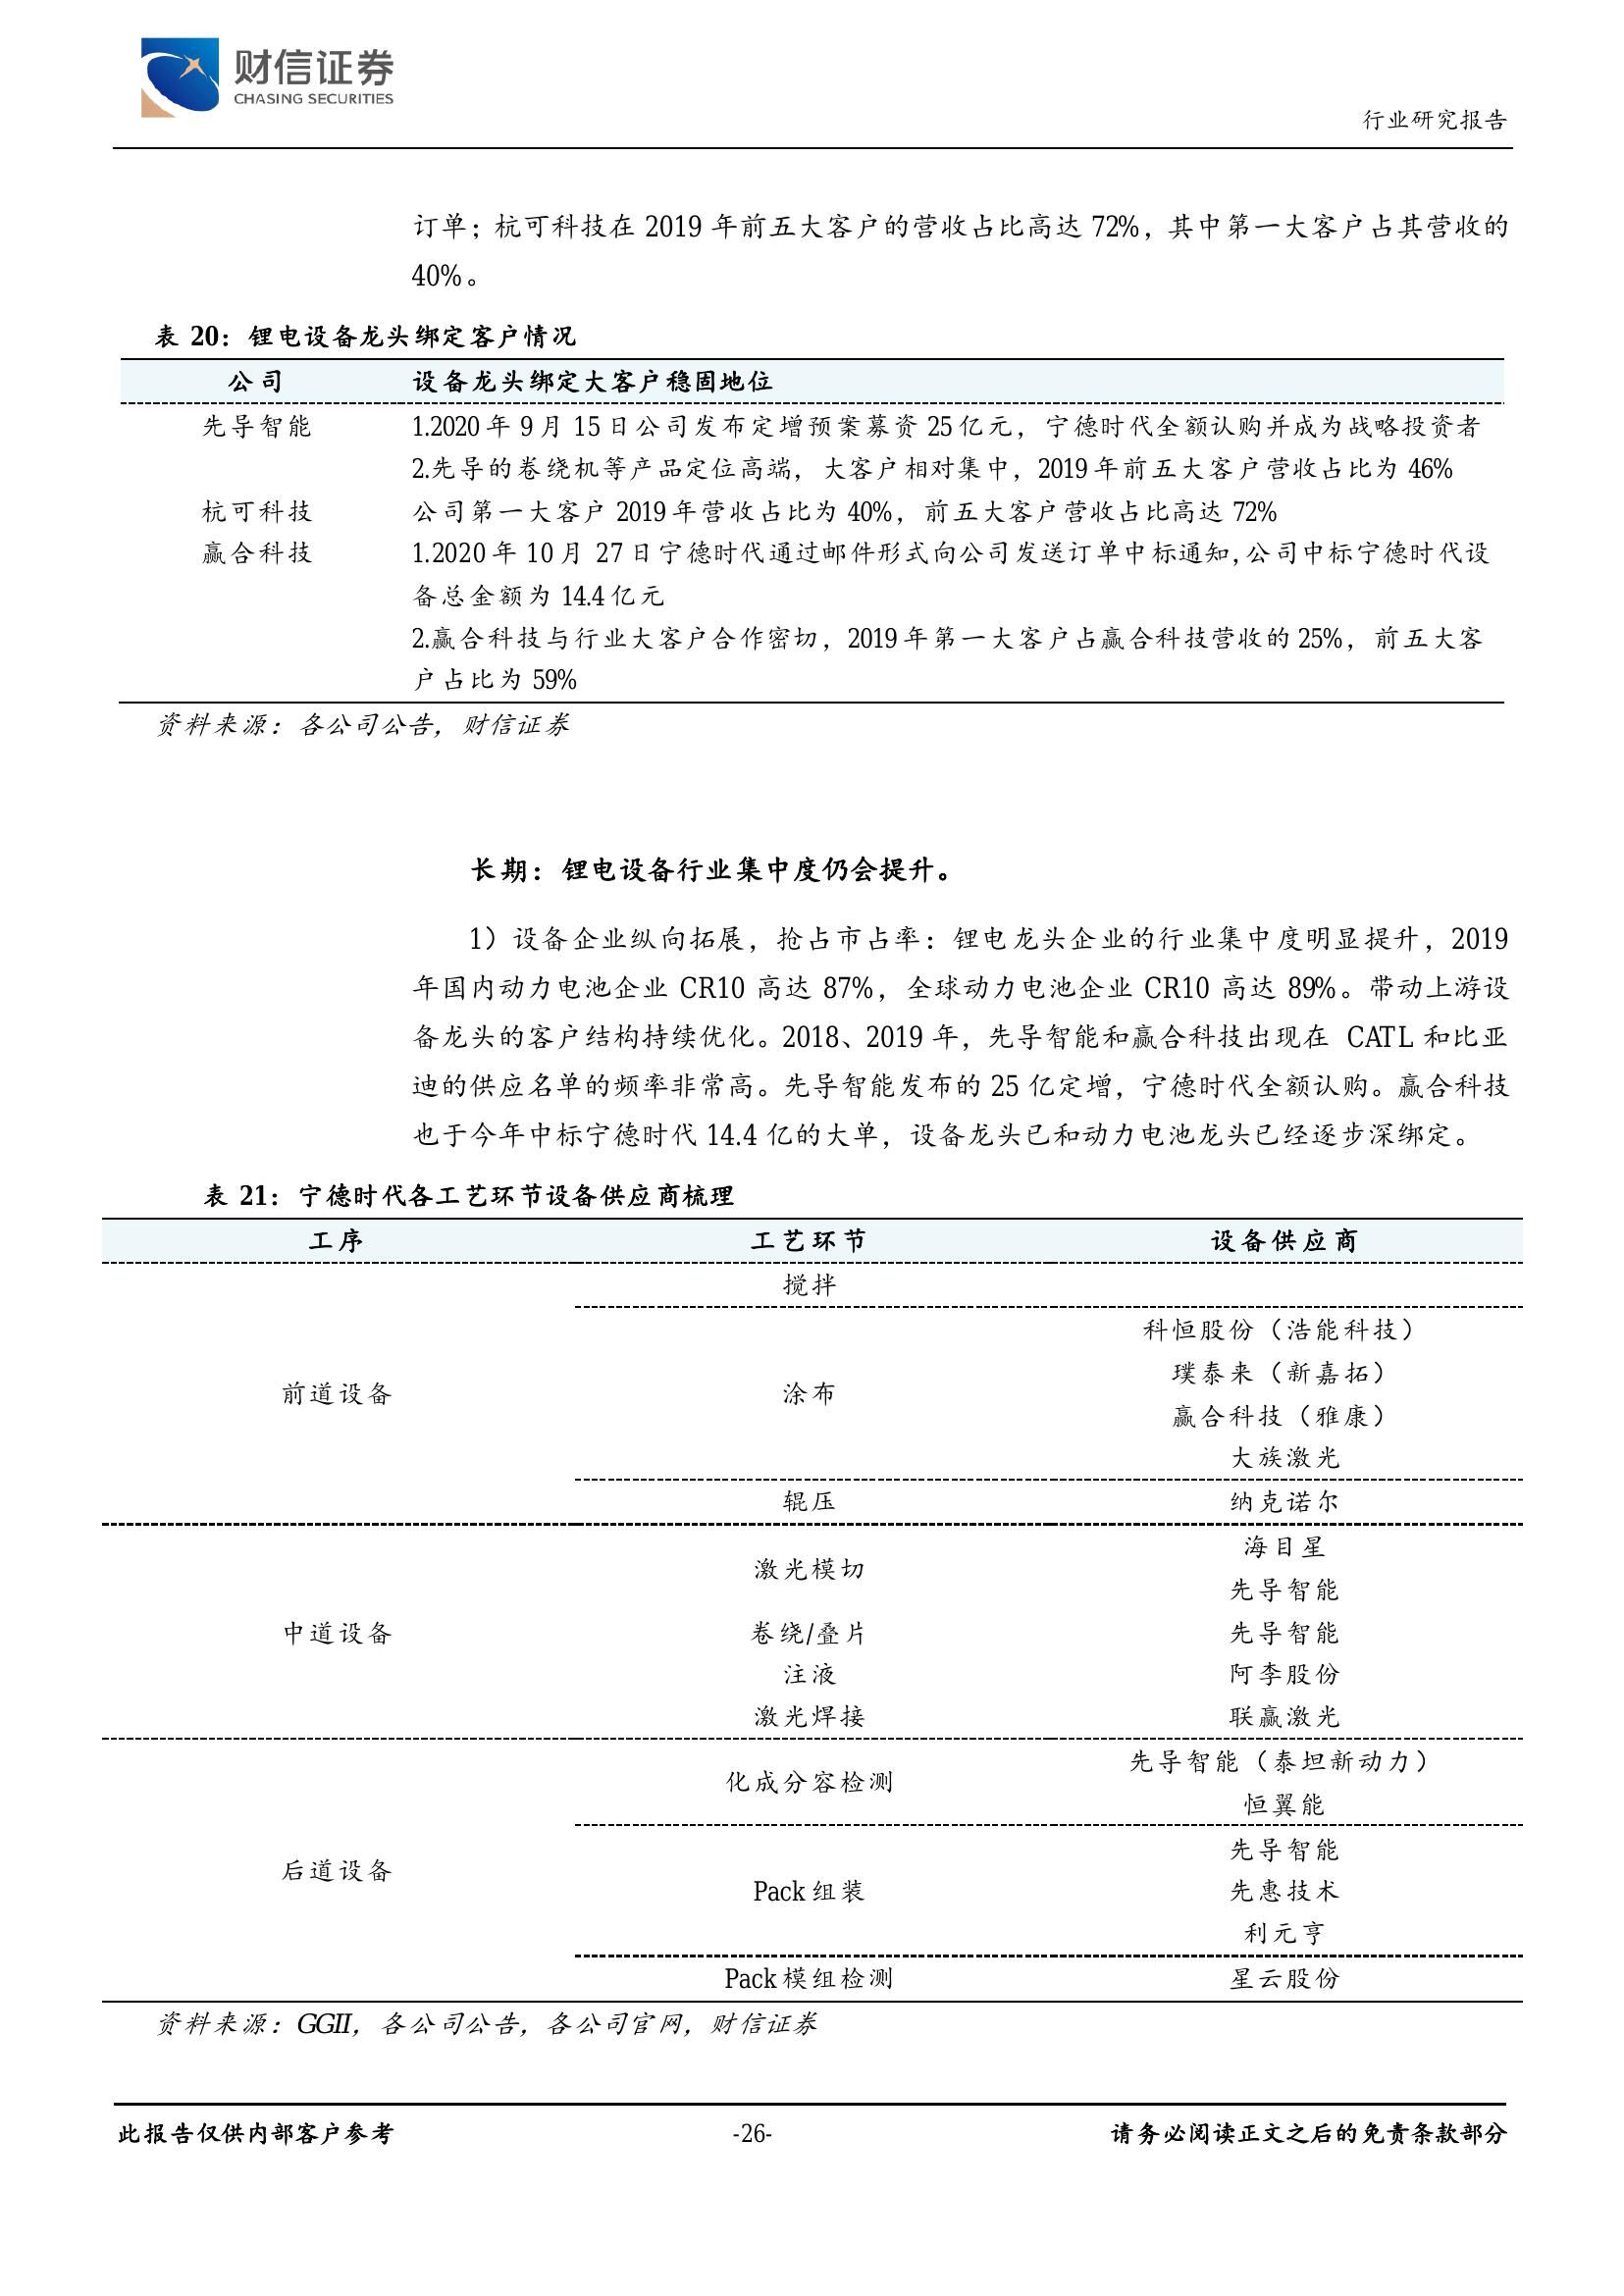 财信证券
CHASING SECURITIES
行业研究报告
订单；杭可科技在 2019 年前五大客户的营收占比高达 72%，其中第一大客户占其营收的
40%。
表 20：锂电设备龙头绑定客户情况
公司 设备龙头绑定大客户稳固地位
先导智能 1.2020 年 9 月 15 日公司发布定增预案募资 25 亿元，宁德时代全额认购并成为战略投资者
2.先导的卷绕机等产品定位高端，大客户相对集中，2019 年前五大客户营收占比为 46%
杭可科技 公司第一大客户 2019 年营收占比为 40%，前五大客户营收占比高达 72%
赢合科技 1.2020 年 10 月 27 日宁德时代通过邮件形式向公司发送订单中标通知,公司中标宁德时代设
备总金额为 14.4 亿元
2.赢合科技与行业大客户合作密切，2019 年第一大客户占赢合科技营收的 25%，前五大客
户占比为 59%
资料来源：各公司公告，财信证券
长期：锂电设备行业集中度仍会提升。
1）设备企业纵向拓展，抢占市占率：锂电龙头企业的行业集中度明显提升，2019
年国内动力电池企业 CR10 高达 87%，全球动力电池企业 CR10 高达 89%。带动上游设
备龙头的客户结构持续优化。2018、2019 年，先导智能和赢合科技出现在 CATL 和比亚
迪的供应名单的频率非常高。先导智能发布的 25 亿定增，宁德时代全额认购。赢合科技
也于今年中标宁德时代 14.4 亿的大单，设备龙头已和动力电池龙头已经逐步深绑定。
表 21：宁德时代各工艺环节设备供应商梳理
工序 工艺环节 设备供应商
搅拌
科恒股份（浩能科技）
璞泰来（新嘉拓）
前道设备 涂布
赢合科技（雅康）
大族激光
辊压 纳克诺尔
海目星
激光模切
先导智能
中道设备 卷绕/叠片 先导智能
注液 阿李股份
激光焊接 联赢激光
先导智能（泰坦新动力）
化成分容检测
恒翼能
先导智能
后道设备
Pack 组装 先惠技术
利元亨
Pack 模组检测 星云股份
资料来源：GGII，各公司公告，各公司官网，财信证券
此报告仅供内部客户参考 -26- 请务必阅读正文之后的免责条款部分